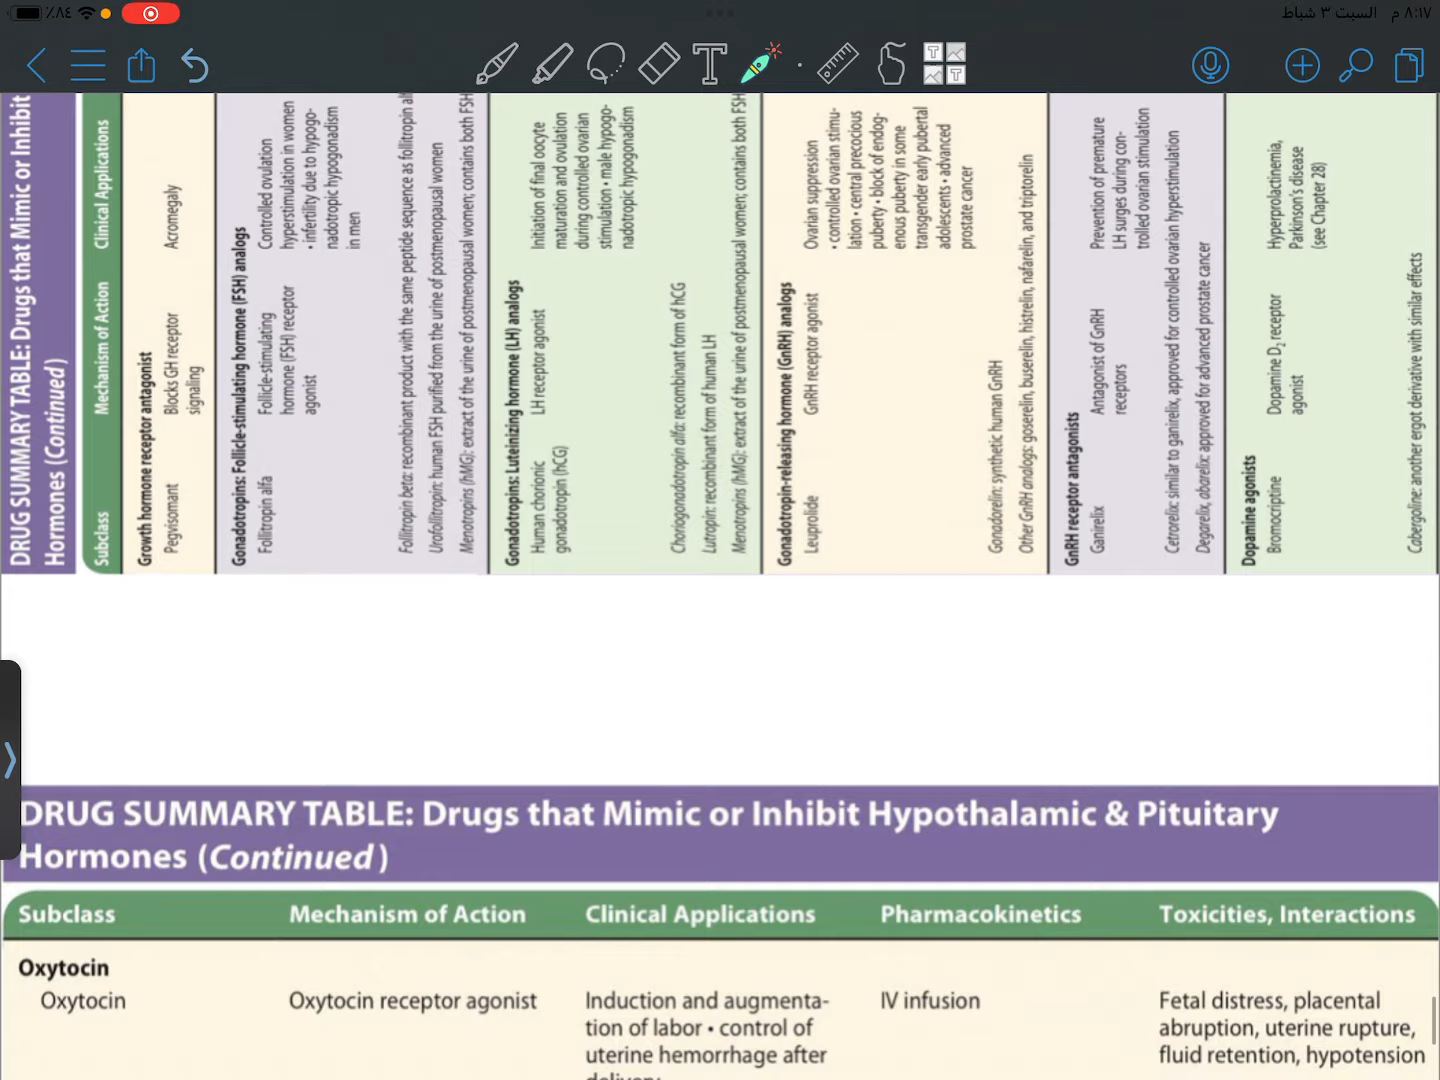 ٪٨٤
٨:١٧ م السبت ٣ شباط
DRUG SUMMARY TABLE: Drugs that Mimic or Inhibit
Hormones (Continued)
Subclass
Mechanism of Action
Clinical Applications
Growth hormone receptor antagonist
Pegvisomant
Blocks GH receptor
signaling
Acromegaly
Gonadotropins: Follicle-stimulating hormone (FSH) analogs
Follitropin alfa
Follicle-stimulating
hormone (FSH) receptor
agonist
Controlled ovulation
hyperstimulation in women
• infertility due to hypogo-
nadotropic hypogonadism
in men
Follitropin beta: recombinant product with the same peptide sequence as follitropin
Urofollitropin: human FSH purified from the urine of postmenopausal women
Menotropins (hMG): extract of the urine of postmenopausal women; contains both FSH
Gonadotropins: Luteinizing hormone (LH) analogs
Human chorionic
gonadotropin (hCG)
LH receptor agonist
Initiation of final oocyte
maturation and ovulation
during controlled ovarian
stimulation • male hypogo-
nadotropic hypogonadism
Choriogonadotropin alfa: recombinant form of hCG
Lutropin: recombinant form of human LH
Menotropins (hMG): extract of the urine of postmenopausal women; contains both FSH
Gonadotropin-releasing hormone (GnRH) analogs
Leuprolide
GnRH receptor agonist
Ovarian suppression
• controlled ovarian stimu-
lation • central precocious
puberty • block of endog-
enous puberty in some
transgender early pubertal
adolescents • advanced
prostate cancer
Gonadorelin: synthetic human GnRH
Other GnRH analogs: goserelin, buserelin, histrelin, nafarelin, and triptorelin
GnRH receptor antagonists
Ganirelix
Antagonist of GnRH
receptors
Prevention of premature
LH surges during con-
trolled ovarian stimulation
Cetrorelix: similar to ganirelix, approved for controlled ovarian hyperstimulation
Degarelix, abarelix: approved for advanced prostate cancer
Dopamine agonists
Bromocriptine
Dopamine D2 receptor
agonist
Hyperprolactinemia,
Parkinson's disease
(see Chapter 28)
Cabergoline: another ergot derivative with similar effects
DRUG SUMMARY TABLE: Drugs that Mimic or Inhibit Hypothalamic & Pituitary
Hormones (Continued)
Subclass Mechanism of Action Clinical Applications Pharmacokinetics Toxicities, Interactions
Oxytocin
Oxytocin Oxytocin receptor agonist Induction and augmenta- IV infusion Fetal distress, placental
tion of labor • control of abruption, uterine rupture,
uterine hemorrhage after fluid retention, hypotension